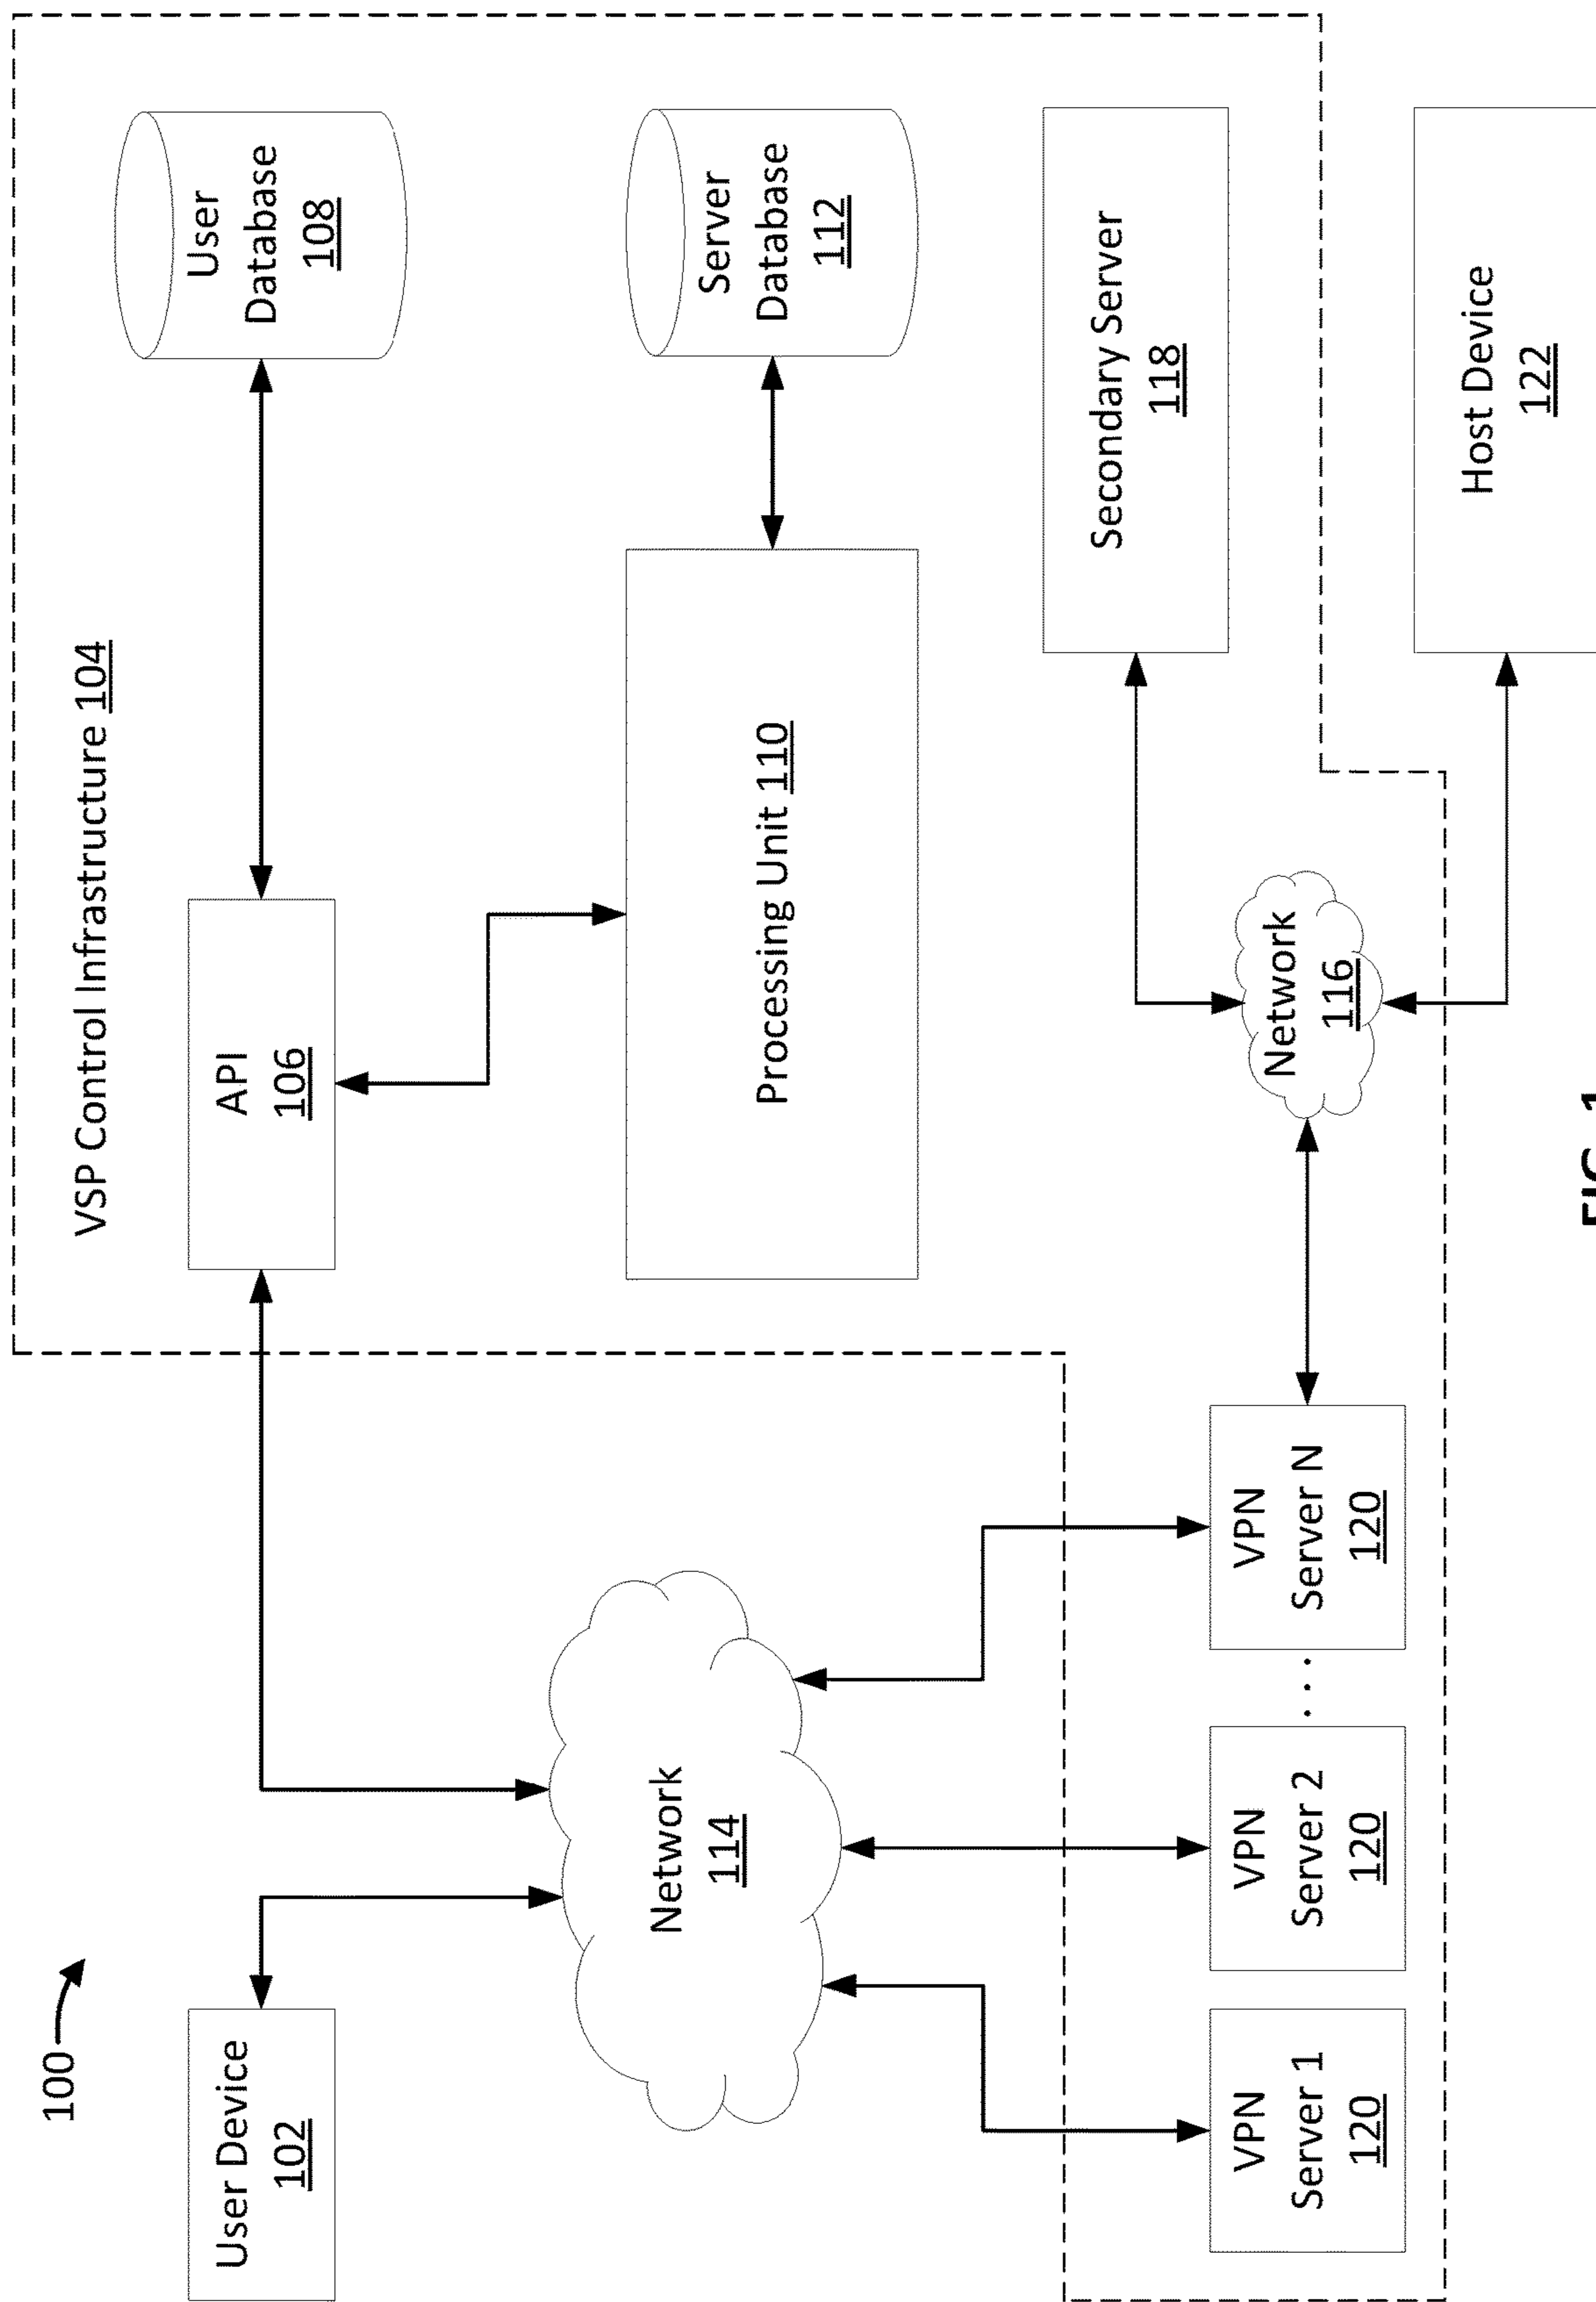 100
User Device
102
VSP Control Infrastructure 104
API
106
User
Database
108
Network
114
Processing Unit 110
Server
Database
112
Secondary Server
118
VPN
Server 1
120
VPN
Server 2
120
. . .
VPN
Server N
120
Network
116
Host Device
122
FIG. 1